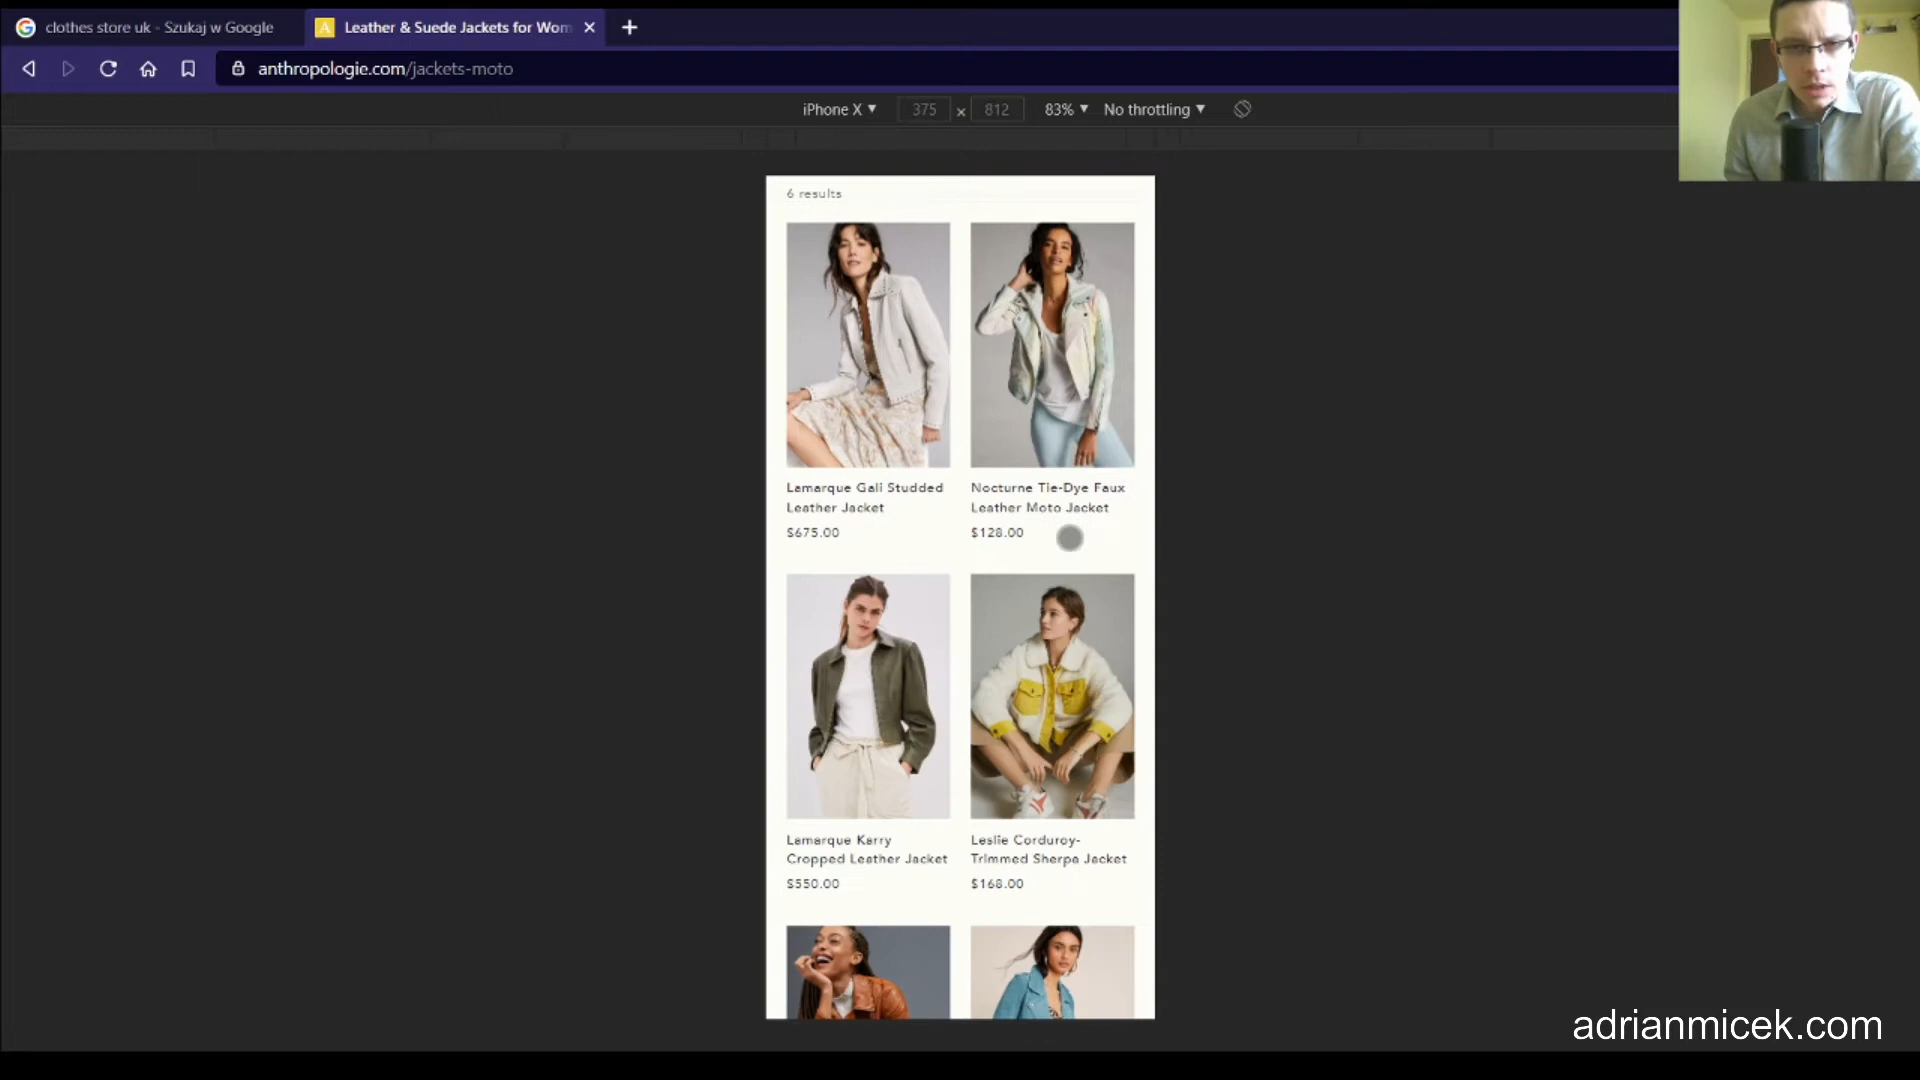 clothes store uk - Szukaj w Google
Leather & Suede Jackets for Wom
anthropologie.com/jackets-moto
iPhone X
375 × 812
83%
No throttling
6 results
Lamarque Gali Studded
Leather Jacket
$675.00
Nocturne Tie-Dye Faux
Leather Moto Jacket
$128.00
Lamarque Karry
Cropped Leather Jacket
$550.00
Leslie Corduroy-
Trimmed Sherpa Jacket
$168.00
adrianmicek.com